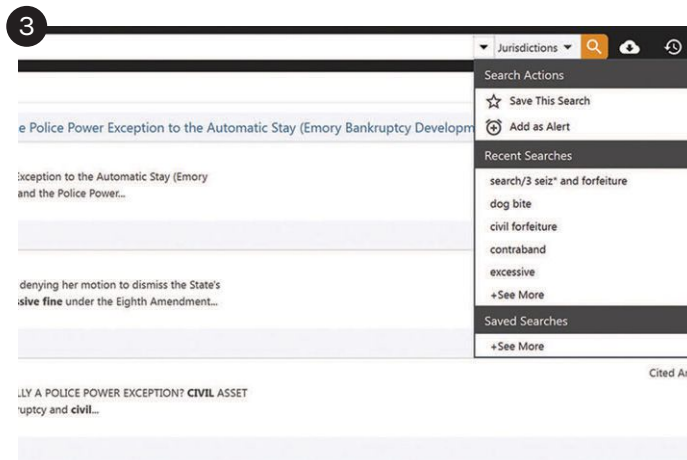 3
Jurisdictions
Search Actions
Save This Search
Add as Alert
e Police Power Exception to the Automatic Stay (Emory Bankruptcy Developm
Recent Searches
search/3 seiz* and forfeiture
Exception to the Automatic Stay (Emory
and the Police Power...
dog bite
civil forfeiture
contraband
excessive
+See More
denying her motion to dismiss the State's
ssive fine under the Eighth Amendment...
Saved Searches
+See More
Cited A
LLY A POLICE POWER EXCEPTION? CIVIL ASSET
ruptcy and civil...